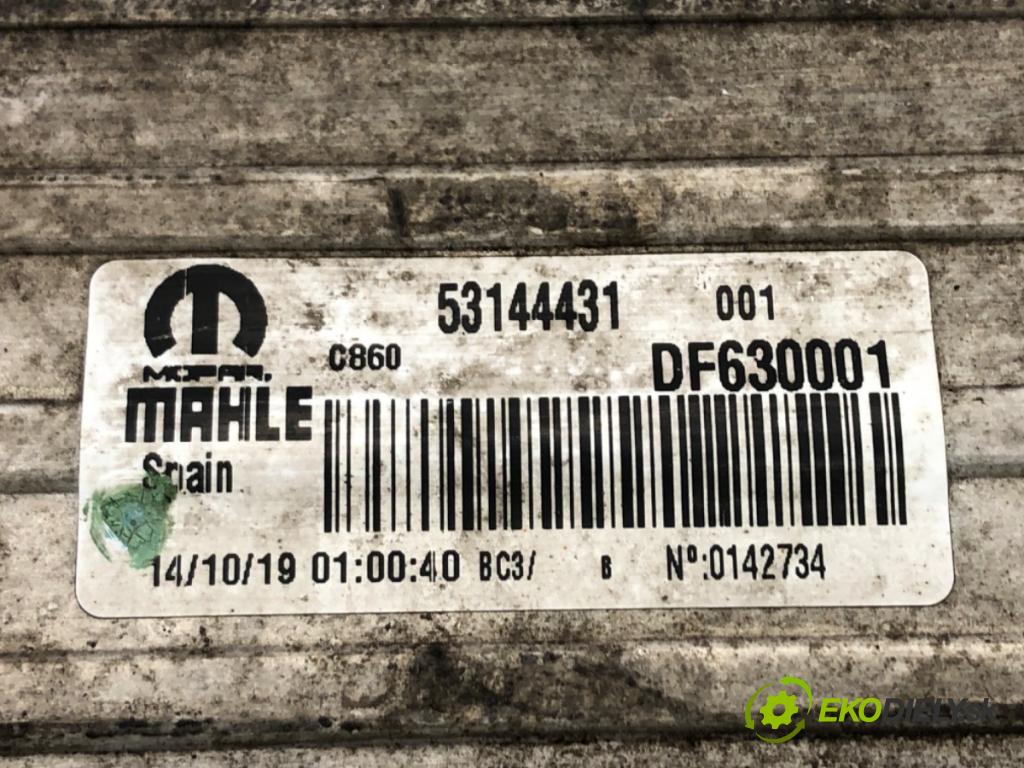 53144431 001
MOPAR.
C860 DF630001
MAHLE
Spain
14/10/19 01:00:40 BC3/ B Nº:0142734
EKODIELY.sk